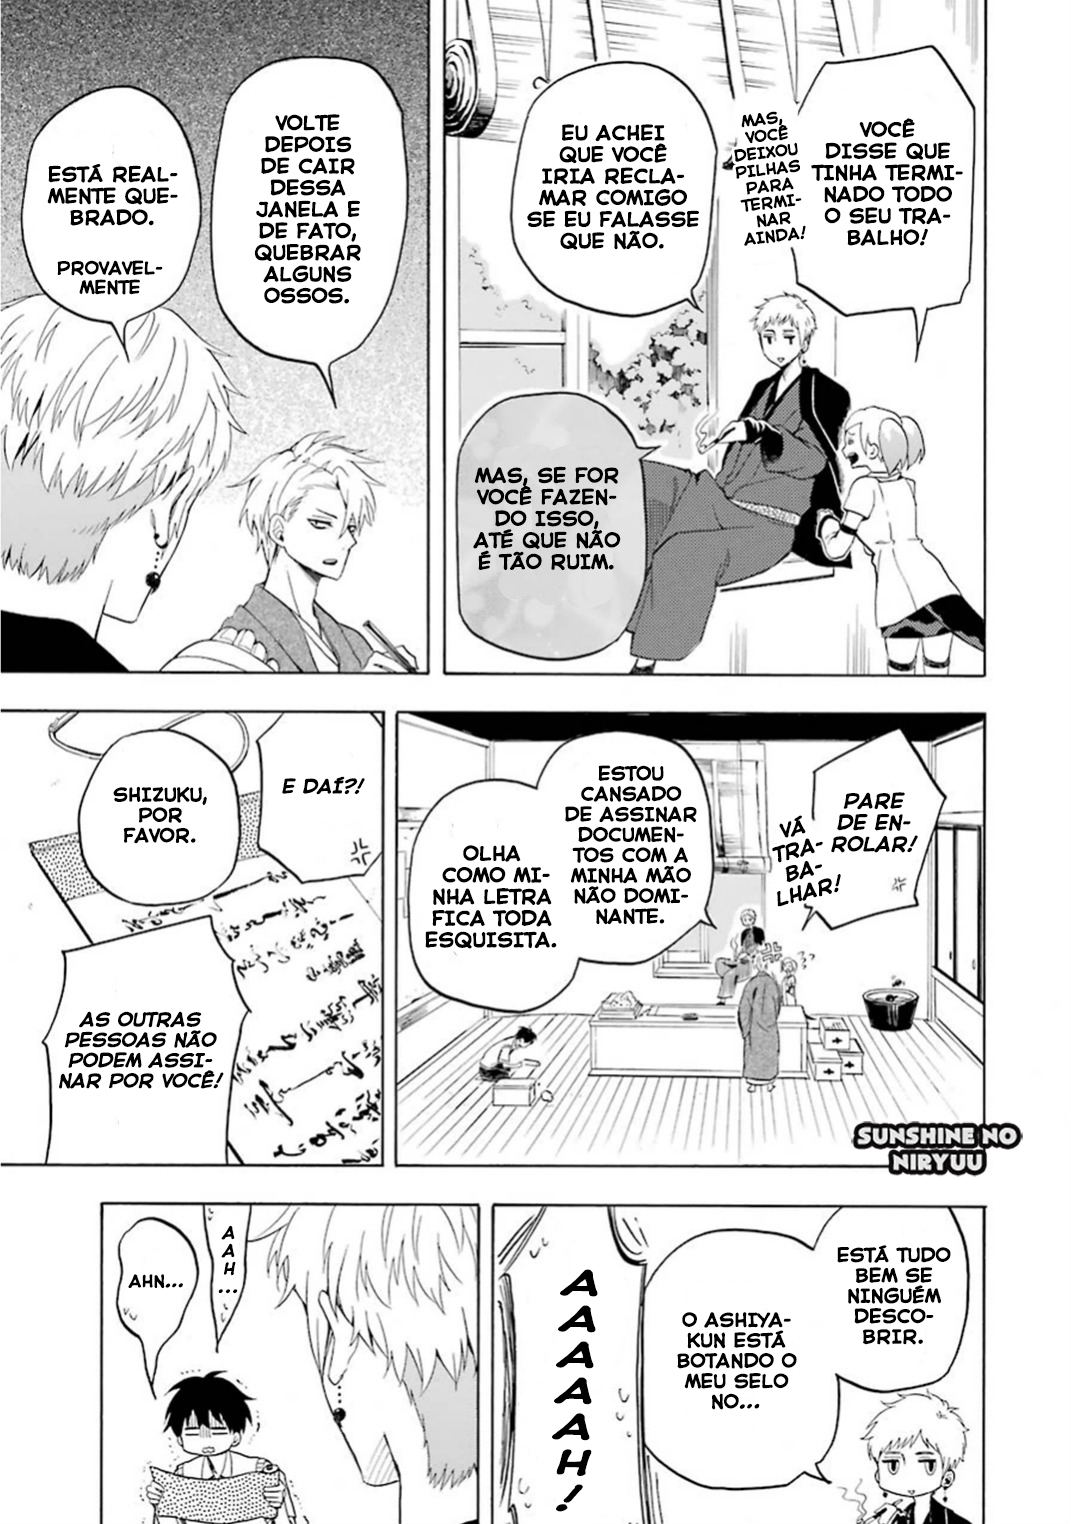 VOCÊ
DISSE QUE
TINHA TERMI-
NADO TODO
O SEU TRA-
BALHO!
MAS,
VOCÊ
DEIXOU
PILHAS
PARA
TERMI-
NAR
AINDA!
EU ACHEI
QUE VOCÊ
IRIA RECLA-
MAR COMIGO
SE EU FALASSE
QUE NÃO.
MAS, SE FOR
VOCÊ FAZEN-
DO ISSO,
ATÉ QUE NÃO
É TÃO RUIM.
VOLTE
DEPOIS
DE CAIR
DESSA
JANELA E
DE FATO,
QUEBRAR
ALGUNS
OSSOS.
ESTÁ REAL-
MENTE QUE-
BRADO.
PROVAVEL-
MENTE
PARE
DE EN-
ROLAR!
VÁ
TRA-
BA-
LHAR!
ESTOU
CANSADO
DE ASSINAR
DOCUMEN-
TOS COM A
MINHA MÃO
NÃO DOMI-
NANTE.
OLHA
COMO MI-
NHA LETRA
FICA TODA
ESQUISITA.
E DAÍ?!
SHIZUKU,
POR
FAVOR.
AS OUTRAS
PESSOAS NÃO
PODEM ASSI-
NAR POR VOCÊ!
SUNSHINE NO
NIRYUU
ESTÁ TUDO
BEM SE
NINGUÉM
DESCO-
BRIR.
O ASHIYA-
KUN ESTÁ
BOTANDO O
MEU SELO
NO...
AAAAAH!
AAH...
AHN...